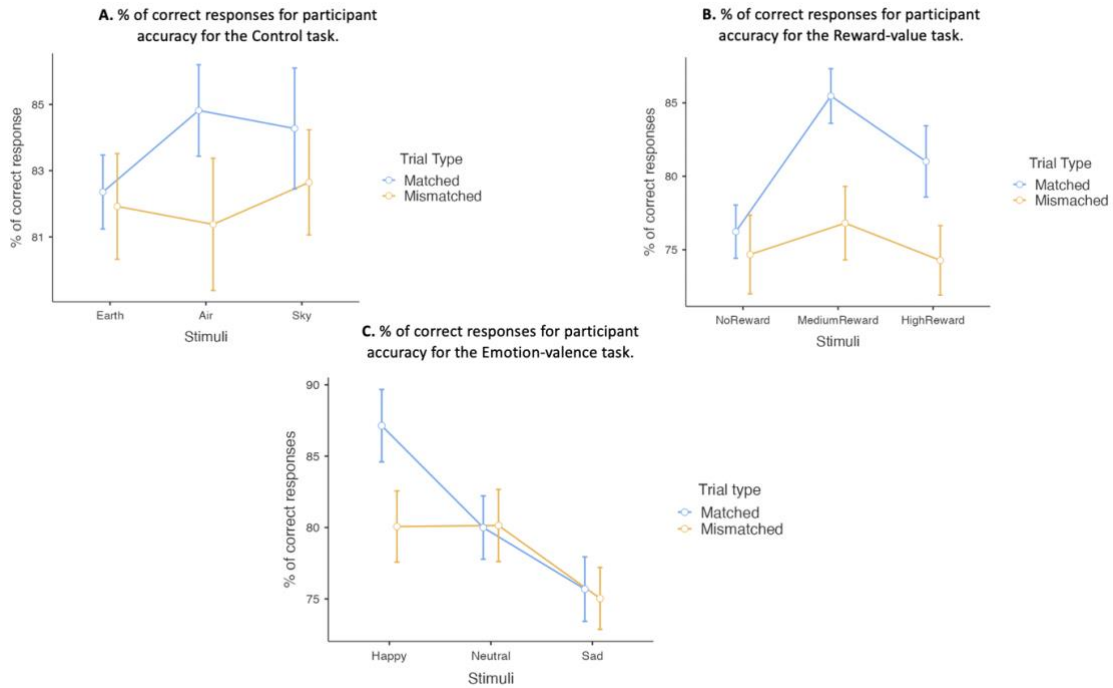 A. % of correct responses for participant
accuracy for the Control task.
% of correct response
85
83
81
Earth
Air
Sky
Stimuli
Trial Type
Matched
Mismatched
B. % of correct responses for participant
accuracy for the Reward-value task.
% of correct responses
85
80
75
NoReward
MediumReward
HighReward
Stimuli
Trial Type
Matched
Mismached
C. % of correct responses for participant
accuracy for the Emotion-valence task.
% of correct responses
90
85
80
75
Happy
Neutral
Sad
Stimuli
Trial type
Matched
Mismatched